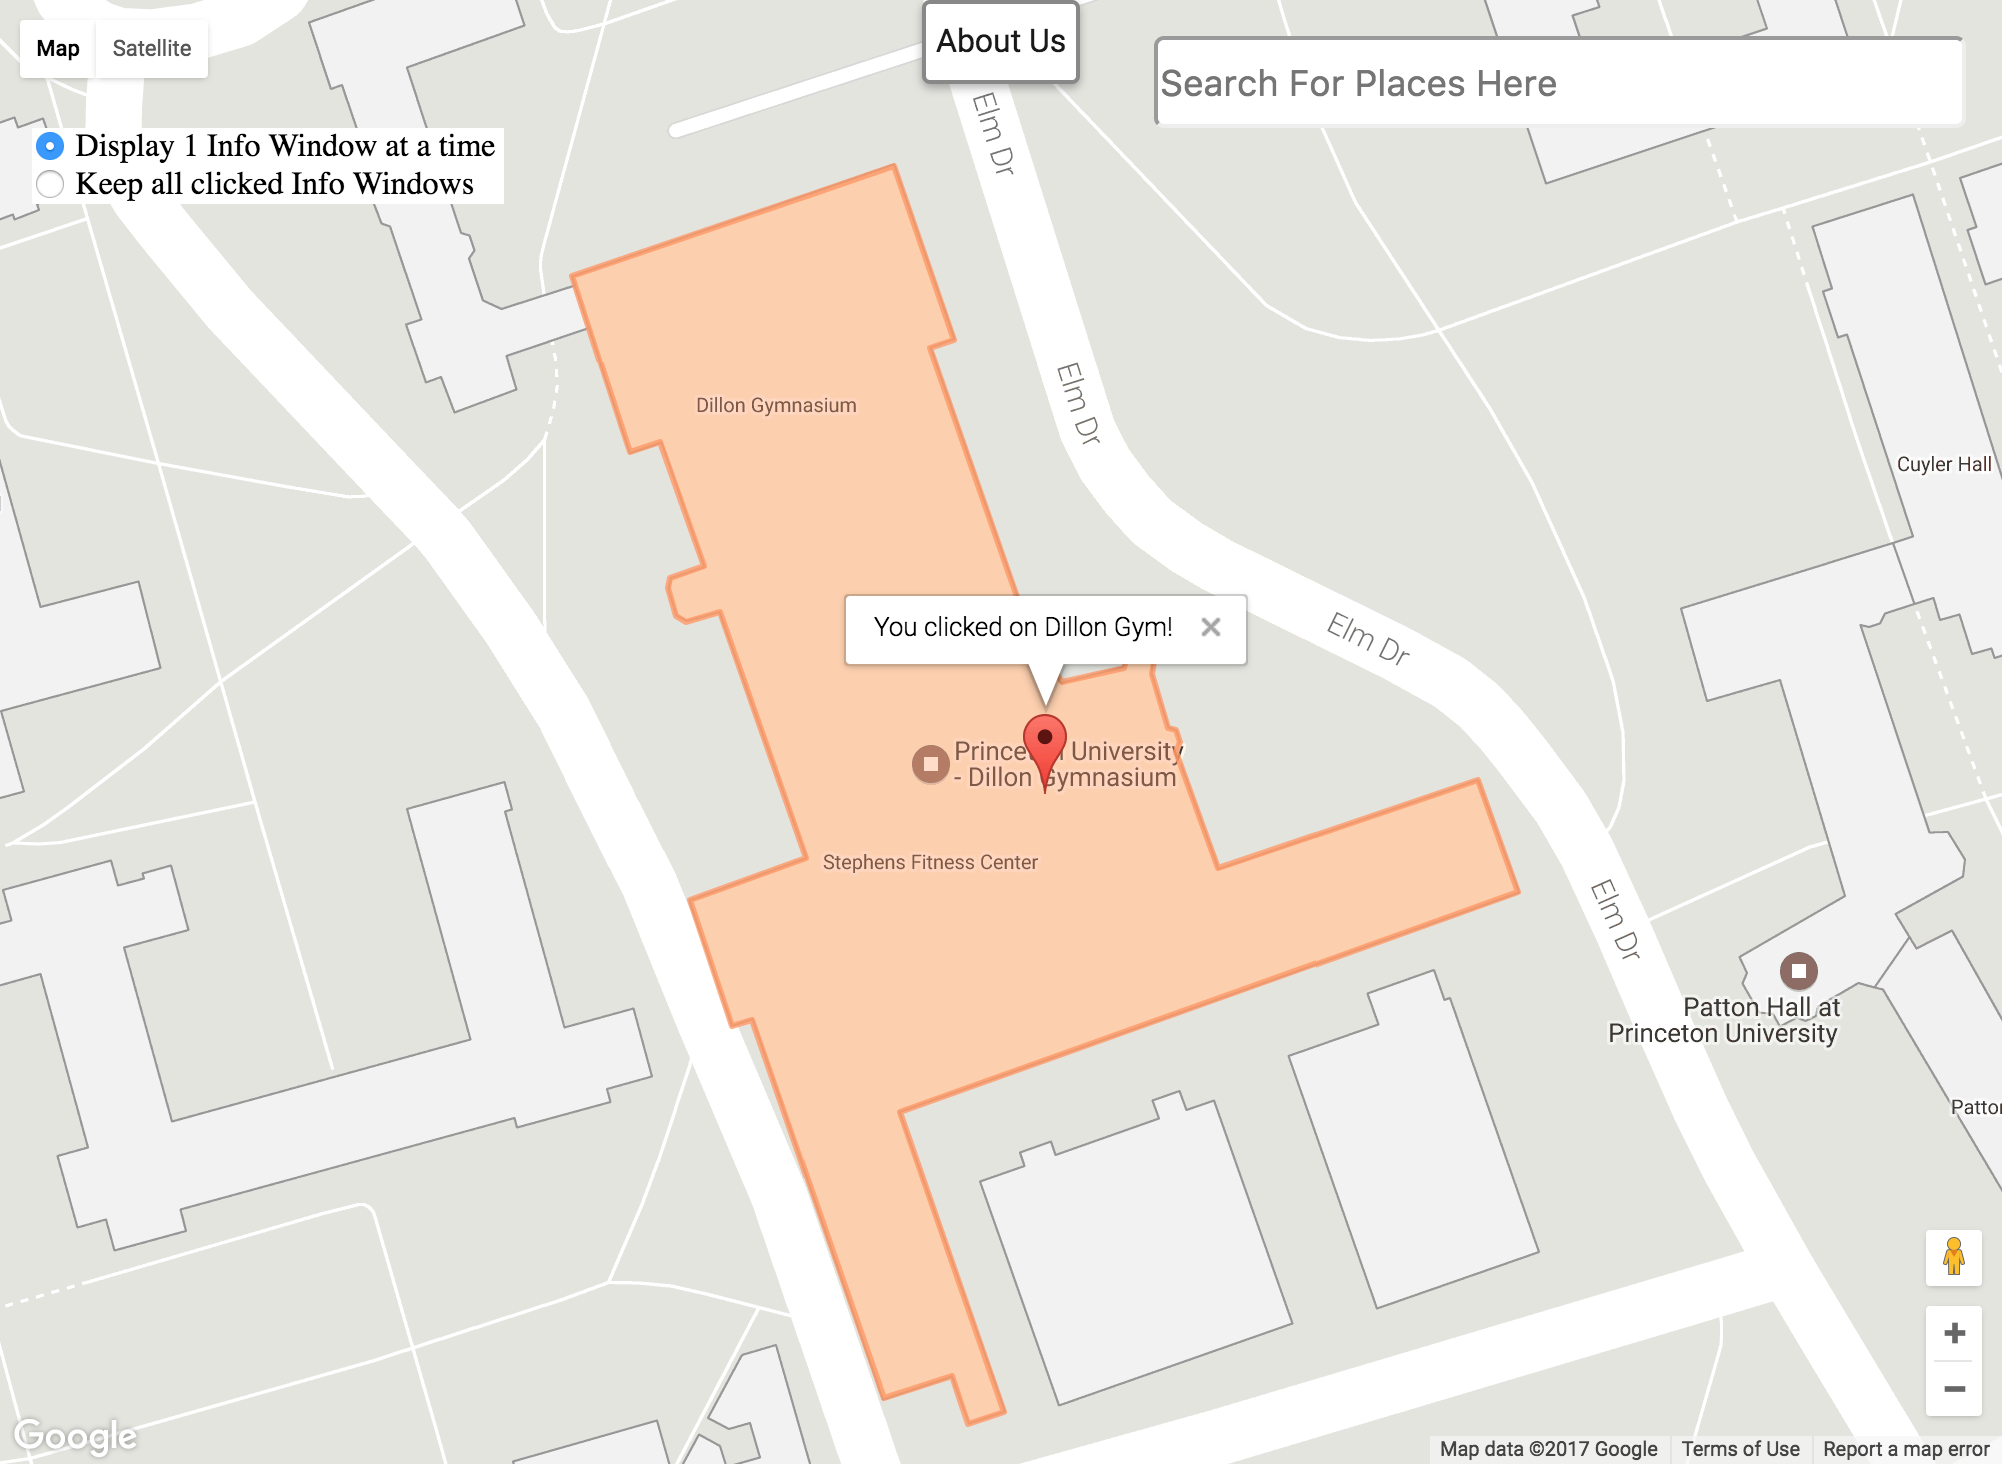 About Us
Map
Satellite
Search For Places Here
Elm Dr
Display 1 Info Window at a time
Keep all clicked Info Windows
Elm Dr
Dillon Gymnasium
Cuyler Hall
You clicked on Dillon Gym!
Elm Dr
Princeton University
- Dillon Gymnasium
Stephens Fitness Center
Elm Dr
Patton Hall at
Princeton University
Google
Map data ©2017 Google
Terms of Use
Report a map error